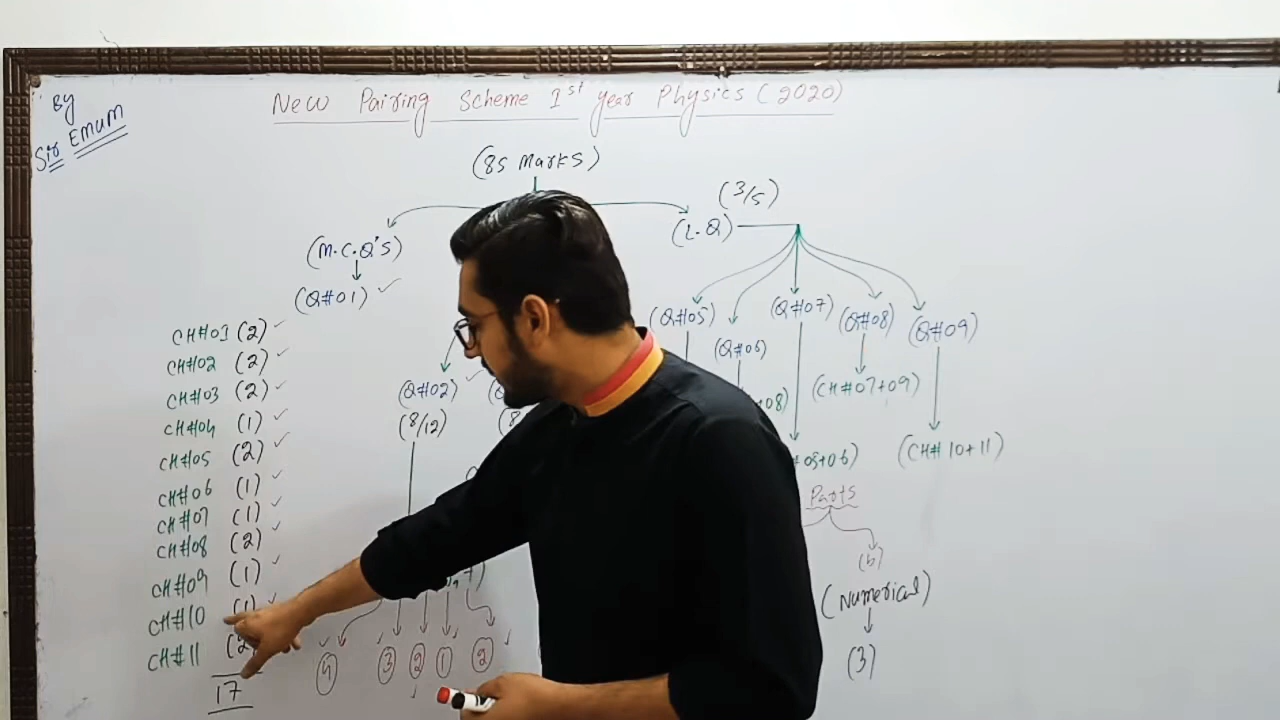 By
Sir Emum
New Pairing Scheme 1st year Physics (2020)
(85 Marks)
(M.C.Q's)
(Q#01)
CH#01 (2)
CH#02 (2)
CH#03 (2)
CH#04 (1)
CH#05 (2)
CH#06 (1)
CH#07 (1)
CH#08 (2)
CH#09 (1)
CH#10 (1)
CH#11 (2
17
(Q#02)
(8/12)
(8
4 3 2 1 2
(3/5)
(L.Q)
(Q#05)
(Q#06)
+08)
(Q#07)
05+06)
(Q#08)
(CH#07+09)
(Q#09)
(CH#10+11)
Parts
(b)
(Numerical)
(3)